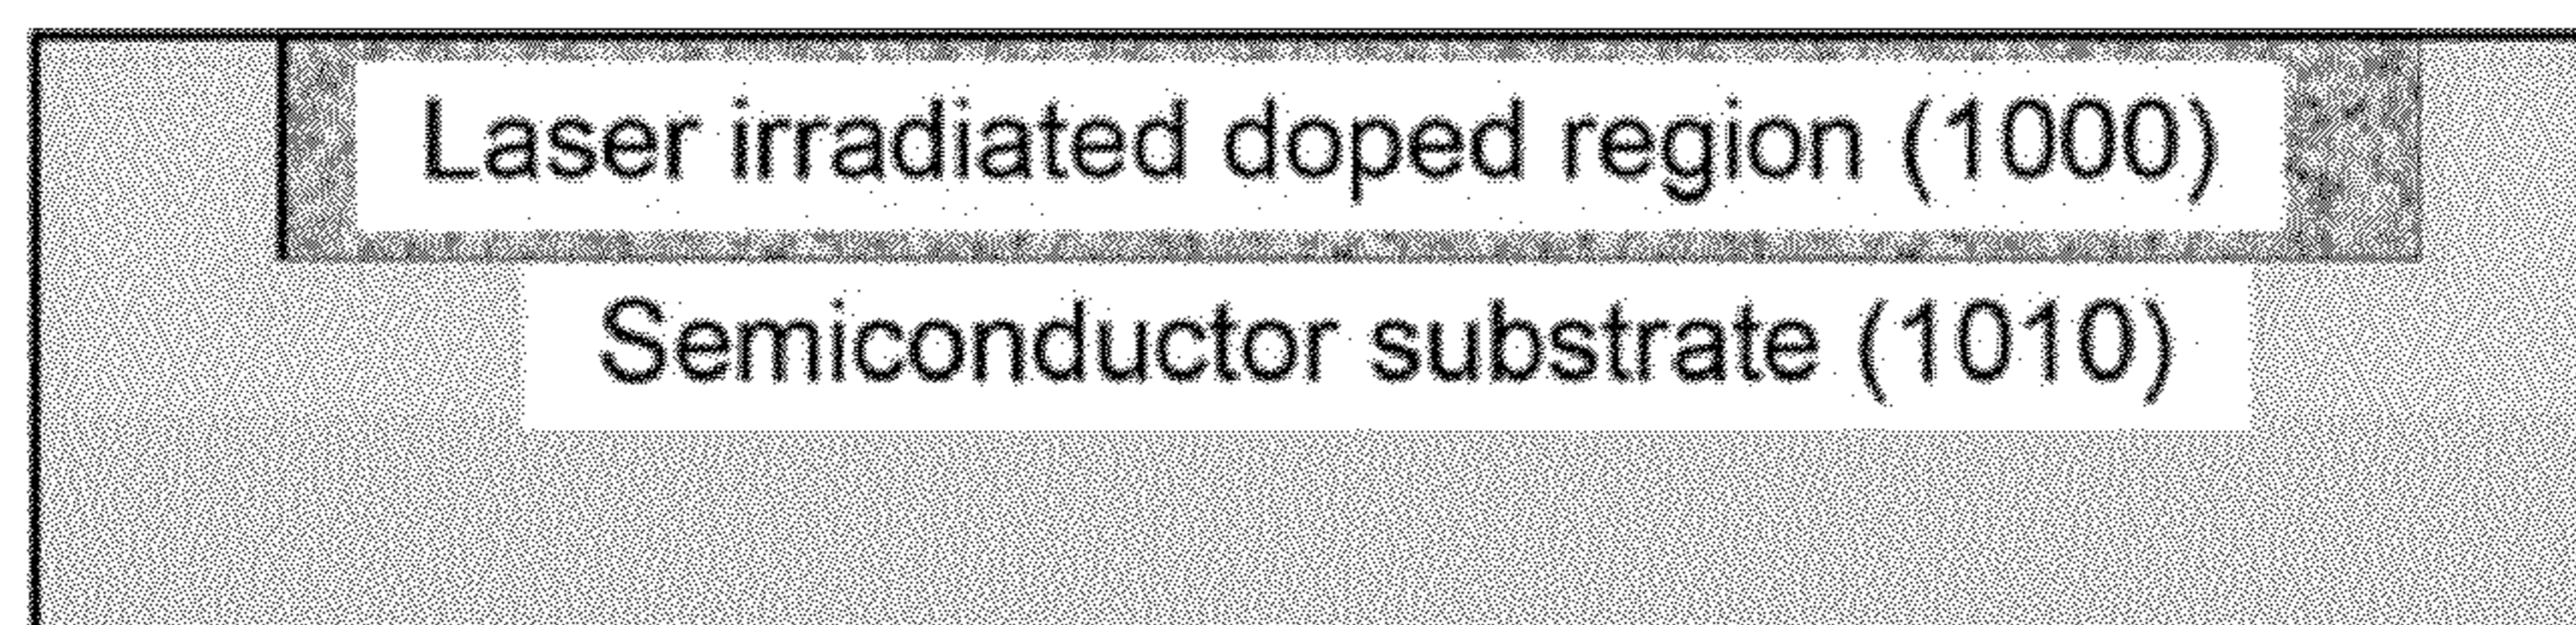 Laser irradiated doped region (1000)
Semiconductor substrate (1010)